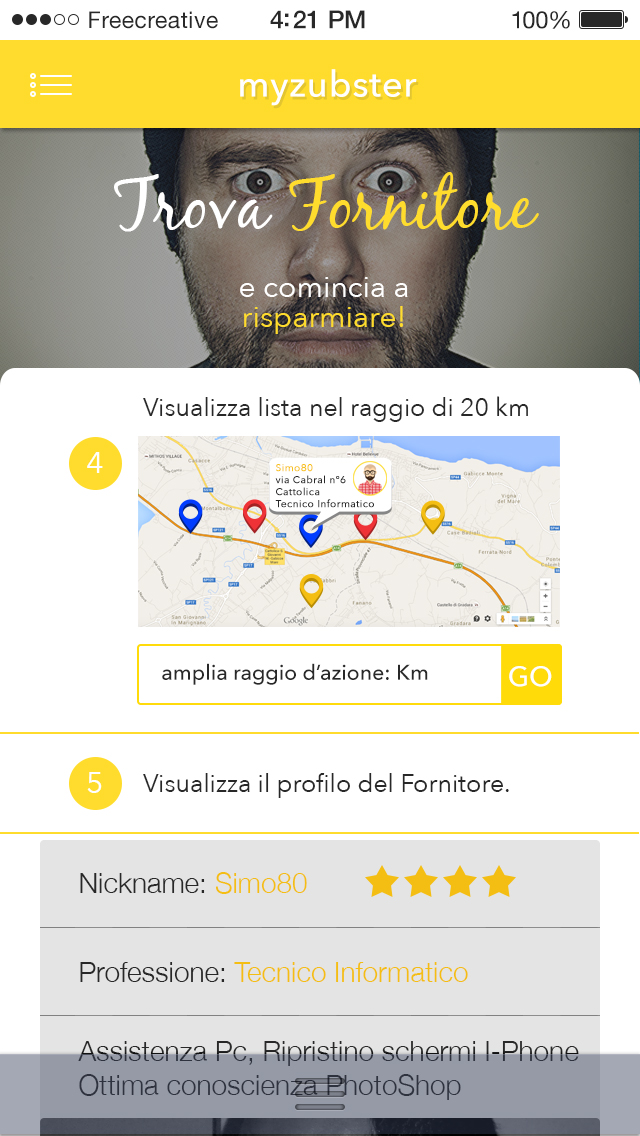 Freecreative 4:21 PM 100%
myzubster
Trova Fornitore
e comincia a
risparmiare!
Visualizza lista nel raggio di 20 km
4
Simo80
via Cabral n°6
Cattolica
Tecnico Informatico
Google
amplia raggio d'azione: Km GO
5 Visualizza il profilo del Fornitore.
Nickname: Simo80
Professione: Tecnico Informatico
Assistenza Pc, Ripristino schermi I-Phone
Ottima conoscienza PhotoShop